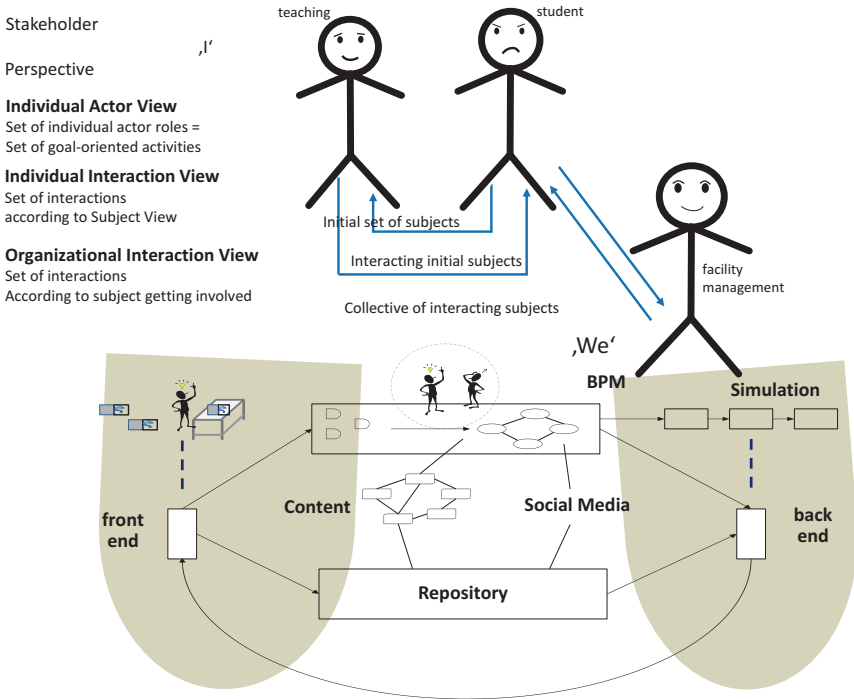 Stakeholder
‚I‘
Perspective
teaching
student
Individual Actor View
Set of individual actor roles =
Set of goal-oriented activities
Individual Interaction View
Set of interactions
according to Subject View
Organizational Interaction View
Set of interactions
According to subject getting involved
Initial set of subjects
Interacting initial subjects
Collective of interacting subjects
facility
management
‚We‘
BPM
Simulation
Content
Social Media
front
end
back
end
Repository